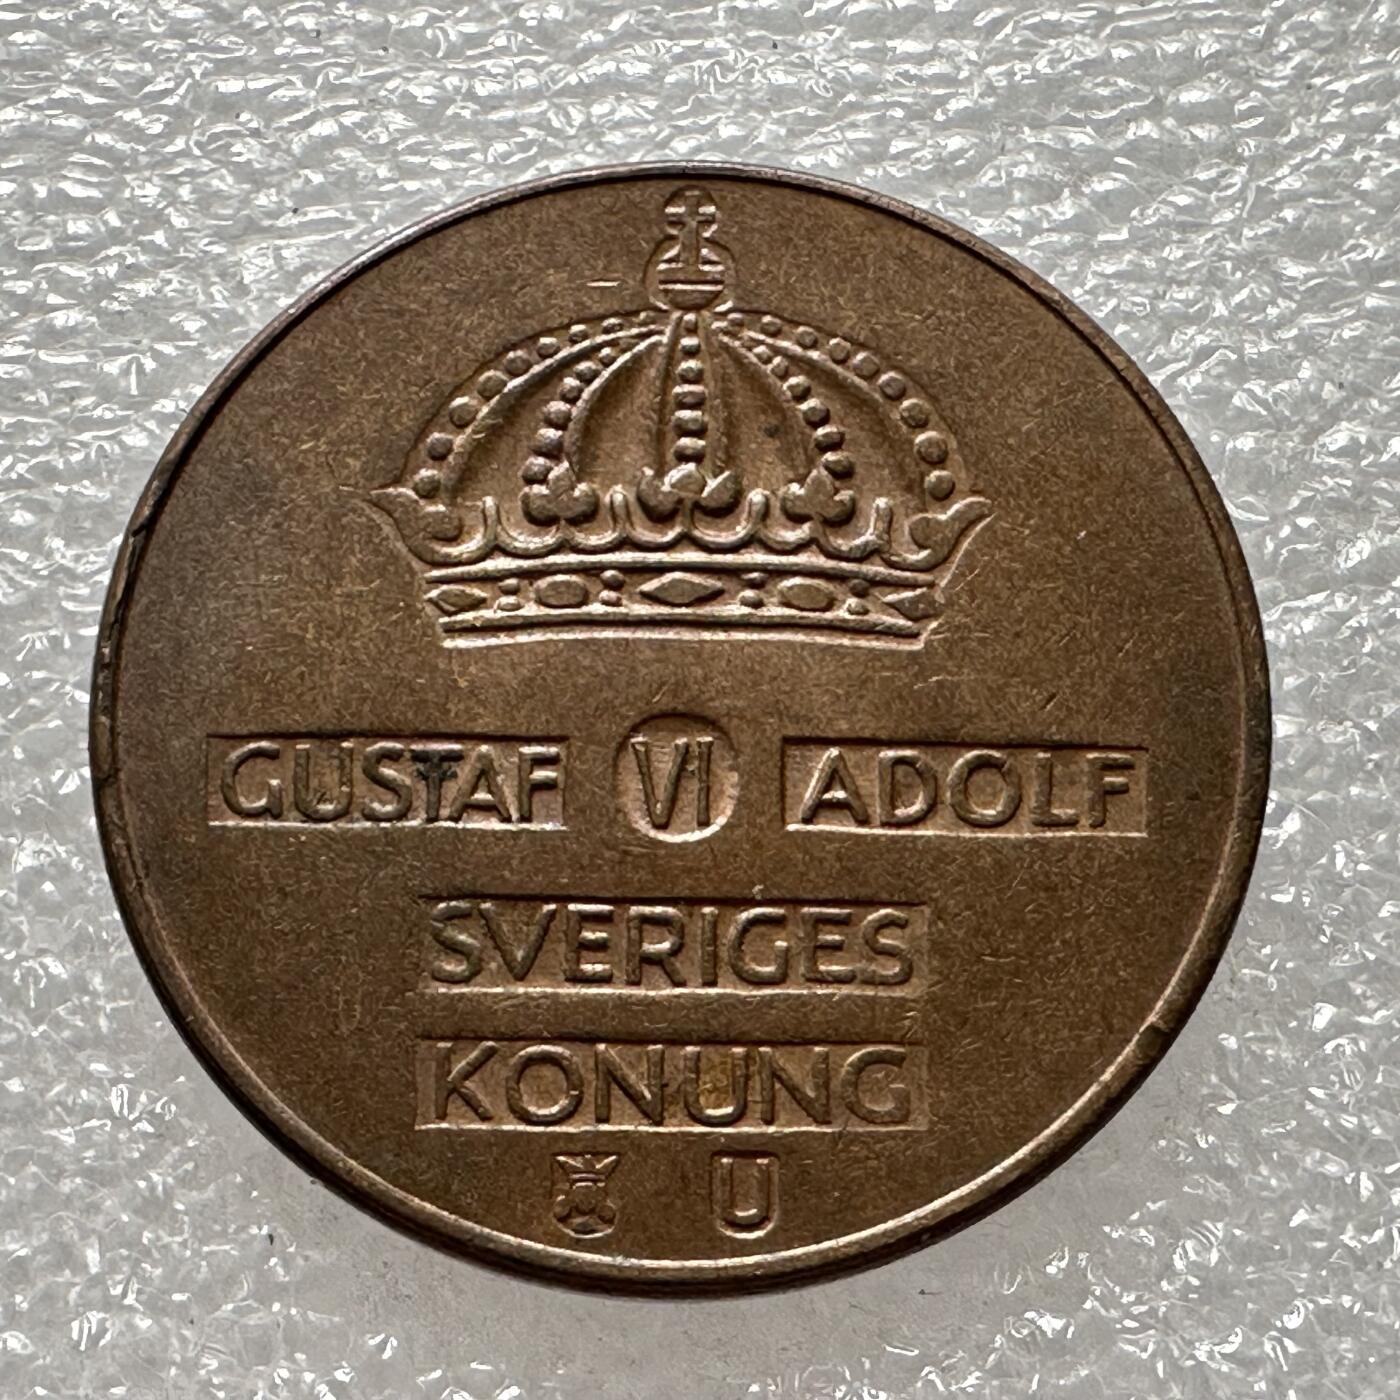 GUSTAF VI ADOLF
SVERIGES
KONUNG
U